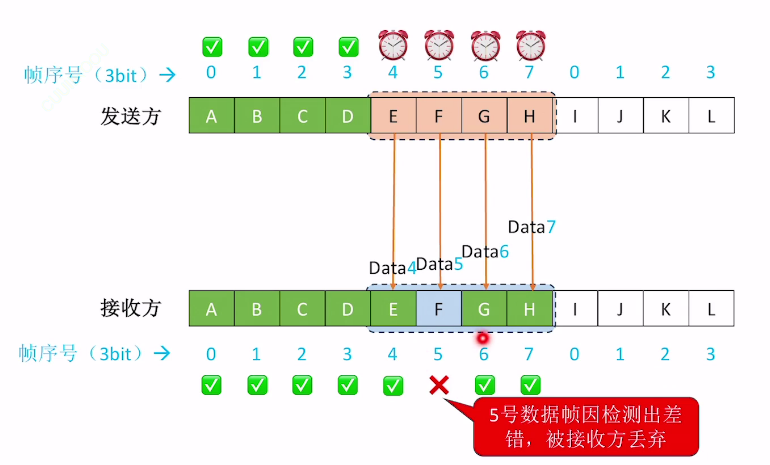 帧序号（3bit）→ 0 1 2 3 4 5 6 7 0 1 2 3
发送方 A B C D E F G H I J K L
Data7
Data6
Data4 Data5
接收方 A B C D E F G H I J K L
帧序号（3bit）→ 0 1 2 3 4 5 6 7 0 1 2 3
5号数据帧因检测出差
错，被接收方丢弃